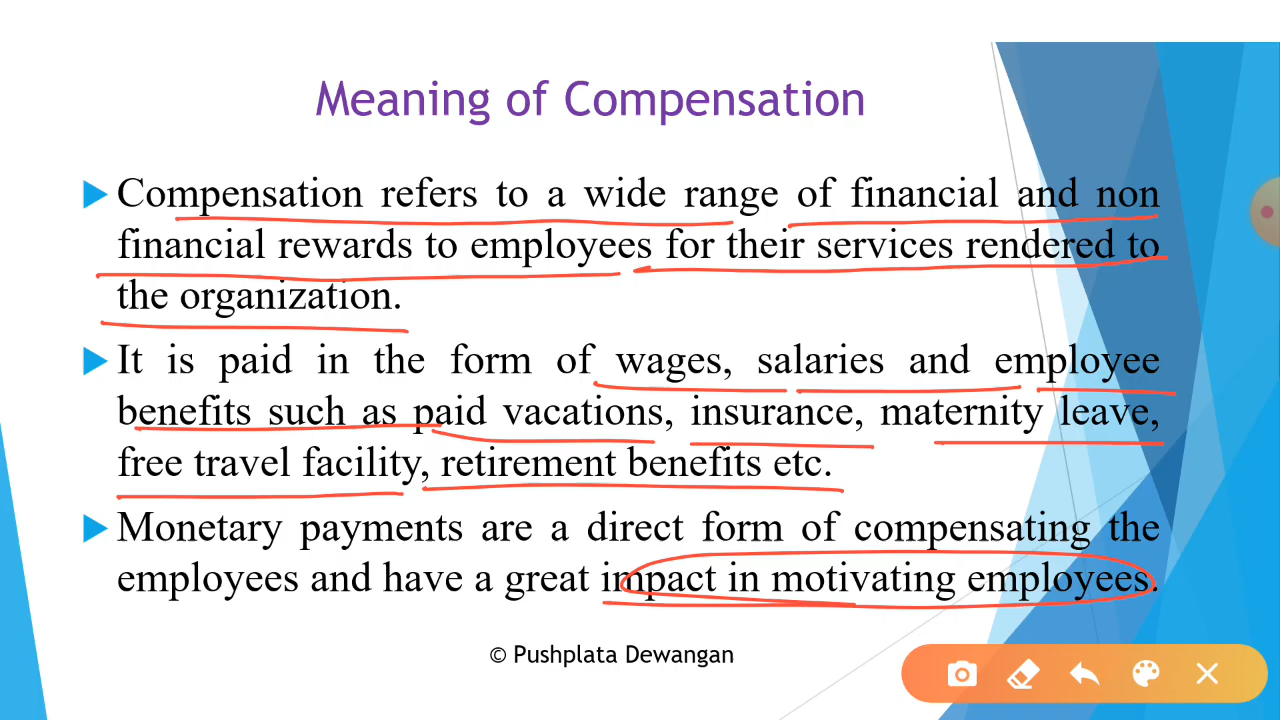 Meaning of Compensation
Compensation refers to a wide range of financial and non
financial rewards to employees for their services rendered to
the organization.
It is paid in the form of wages, salaries and employee
benefits such as paid vacations, insurance, maternity leave,
free travel facility, retirement benefits etc.
Monetary payments are a direct form of compensating the
employees and have a great impact in motivating employees.
© Pushplata Dewangan